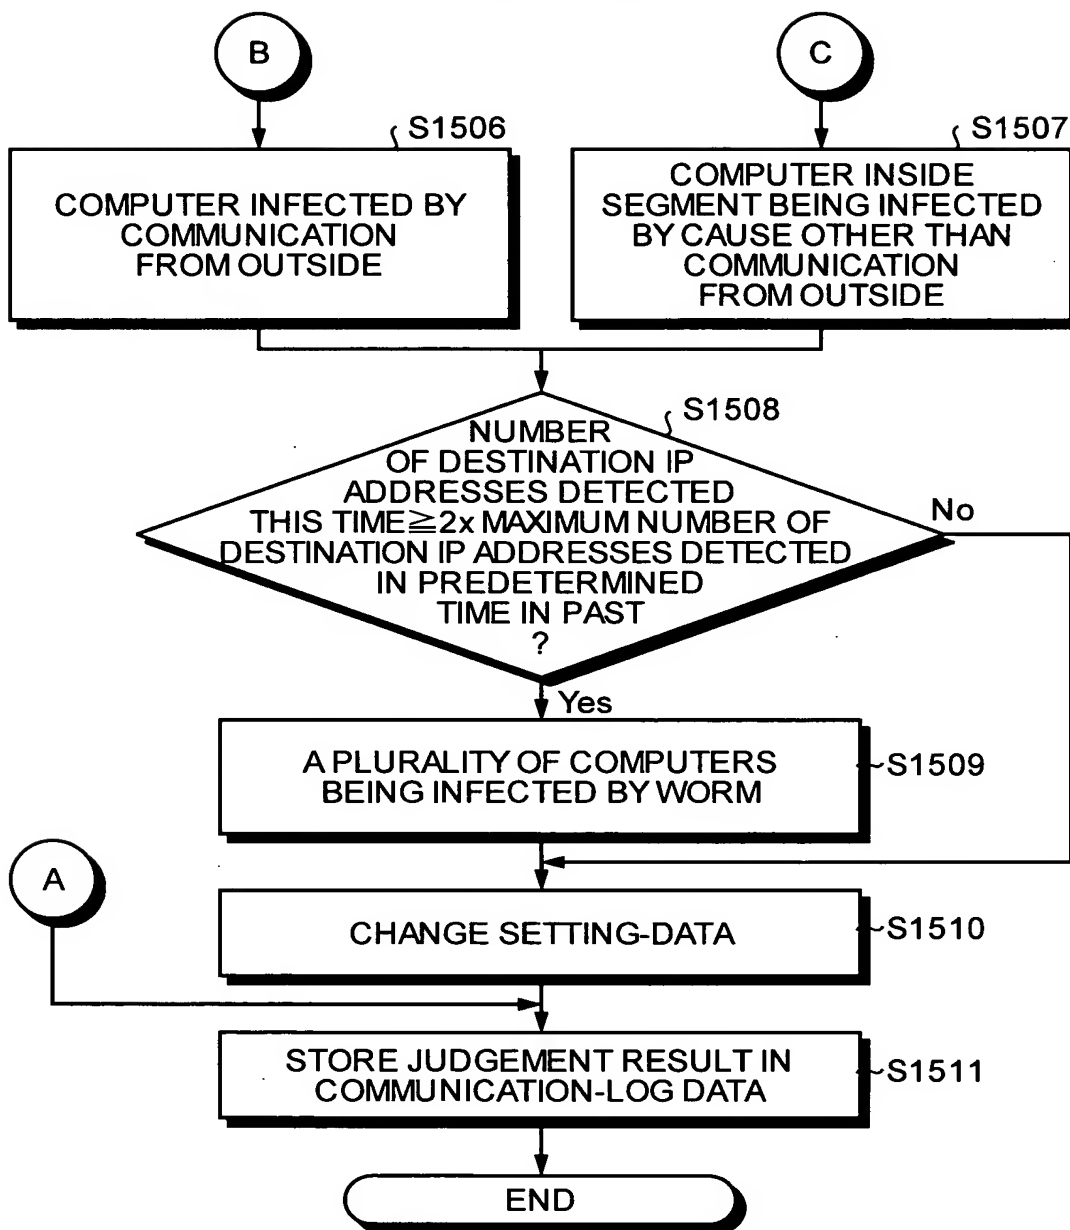 B
C
S1506
S1507
COMPUTER INFECTED BY
COMMUNICATION
FROM OUTSIDE
COMPUTER INSIDE
SEGMENT BEING INFECTED
BY CAUSE OTHER THAN
COMMUNICATION
FROM OUTSIDE
S1508
NUMBER
OF DESTINATION IP
ADDRESSES DETECTED
THIS TIME≧2x MAXIMUM NUMBER OF
DESTINATION IP ADDRESSES DETECTED
IN PREDETERMINED
TIME IN PAST
?
No
Yes
A PLURALITY OF COMPUTERS
BEING INFECTED BY WORM
S1509
A
CHANGE SETTING-DATA
S1510
STORE JUDGEMENT RESULT IN
COMMUNICATION-LOG DATA
S1511
END